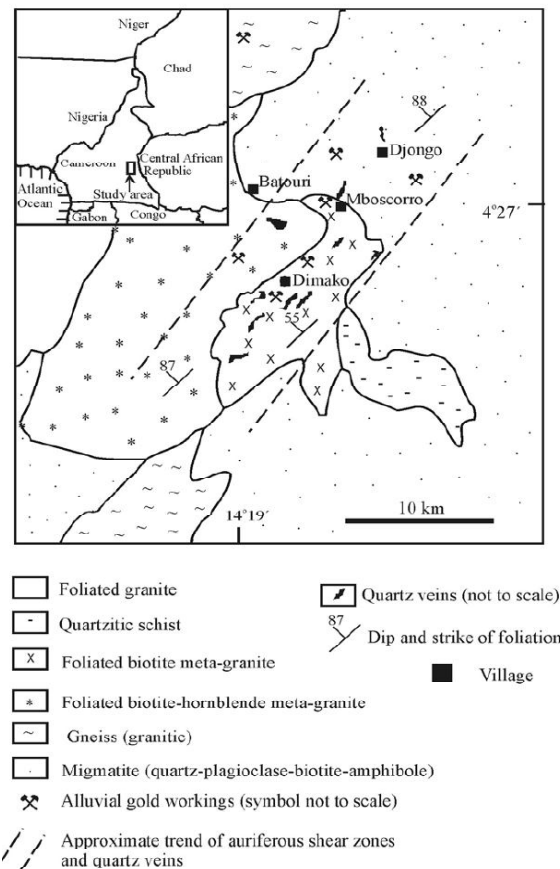 Niger
Chad
Nigeria
Cameroon
Central African
Republic
Atlantic
Ocean
Study area
Gabon
Congo
88
Djongo
Batouri
Mboscorro
4°27′
Dimako
55
87
14°19′
10 km
Foliated granite
Quartzitic schist
x Foliated biotite meta-granite
* Foliated biotite-hornblende meta-granite
~ Gneiss (granitic)
Migmatite (quartz-plagioclase-biotite-amphibole)
Alluvial gold workings (symbol not to scale)
Approximate trend of auriferous shear zones
and quartz veins
Quartz veins (not to scale)
87
Dip and strike of foliation
Village